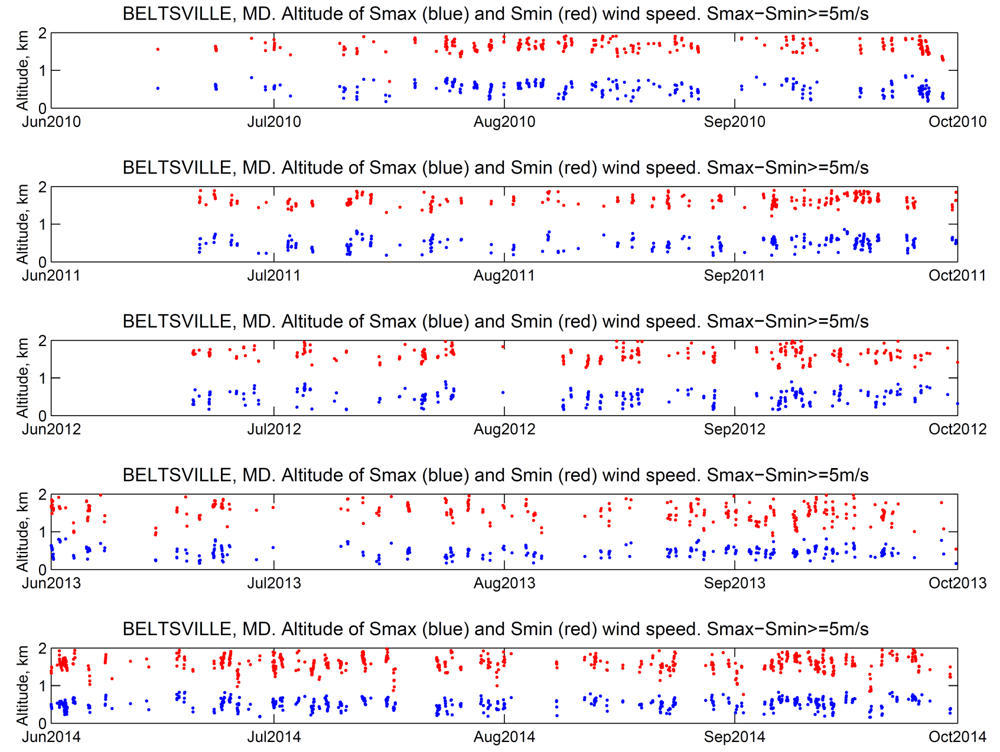 BELTSVILLE, MD. Altitude of Smax (blue) and Smin (red) wind speed. Smax−Smin>=5m/s
Altitude, km
2
1
0
Jun2010 Jul2010 Aug2010 Sep2010 Oct2010
BELTSVILLE, MD. Altitude of Smax (blue) and Smin (red) wind speed. Smax−Smin>=5m/s
Altitude, km
2
1
0
Jun2011 Jul2011 Aug2011 Sep2011 Oct2011
BELTSVILLE, MD. Altitude of Smax (blue) and Smin (red) wind speed. Smax−Smin>=5m/s
Altitude, km
2
1
0
Jun2012 Jul2012 Aug2012 Sep2012 Oct2012
BELTSVILLE, MD. Altitude of Smax (blue) and Smin (red) wind speed. Smax−Smin>=5m/s
Altitude, km
2
1
0
Jun2013 Jul2013 Aug2013 Sep2013 Oct2013
BELTSVILLE, MD. Altitude of Smax (blue) and Smin (red) wind speed. Smax−Smin>=5m/s
Altitude, km
2
1
0
Jun2014 Jul2014 Aug2014 Sep2014 Oct2014